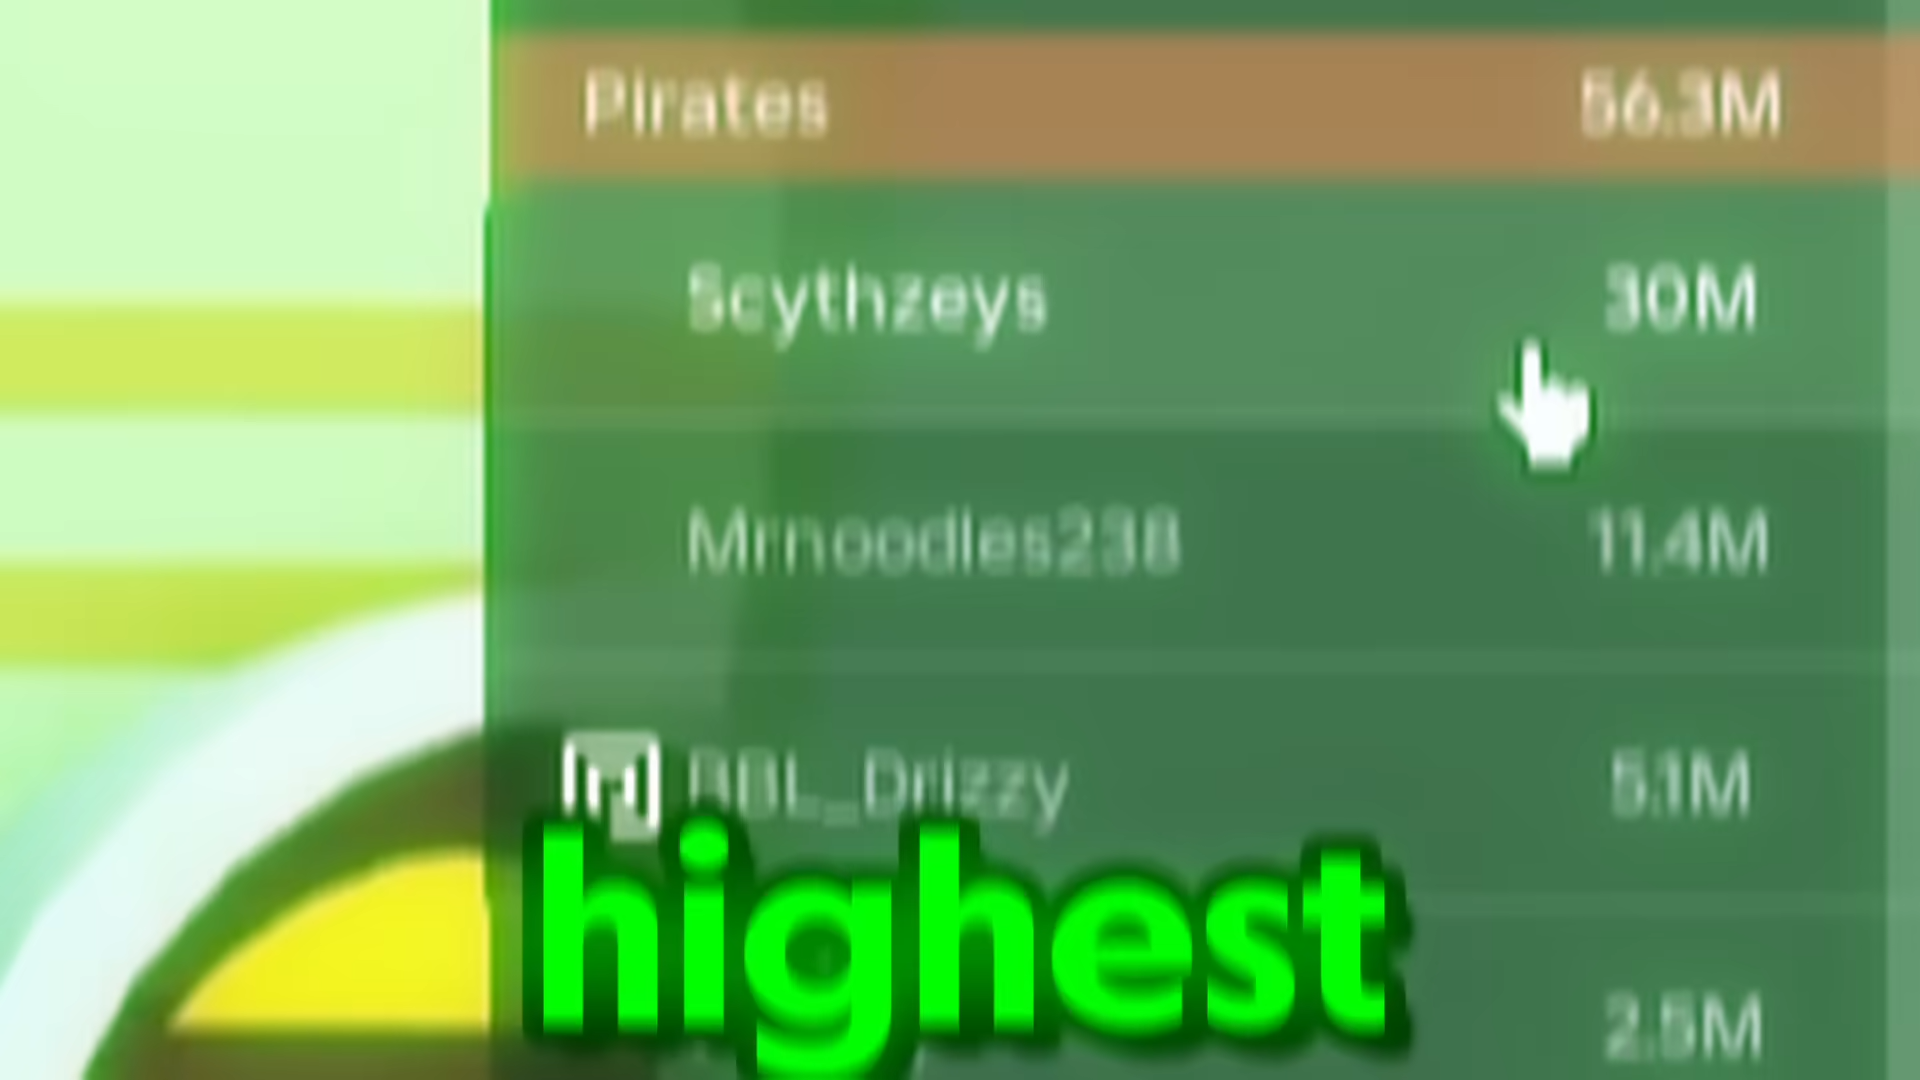 Pirates 56.3M
Scythzeys 30M
Mrnoodles238 11.4M
BBL_Drizzy 5.1M
highest
2.5M